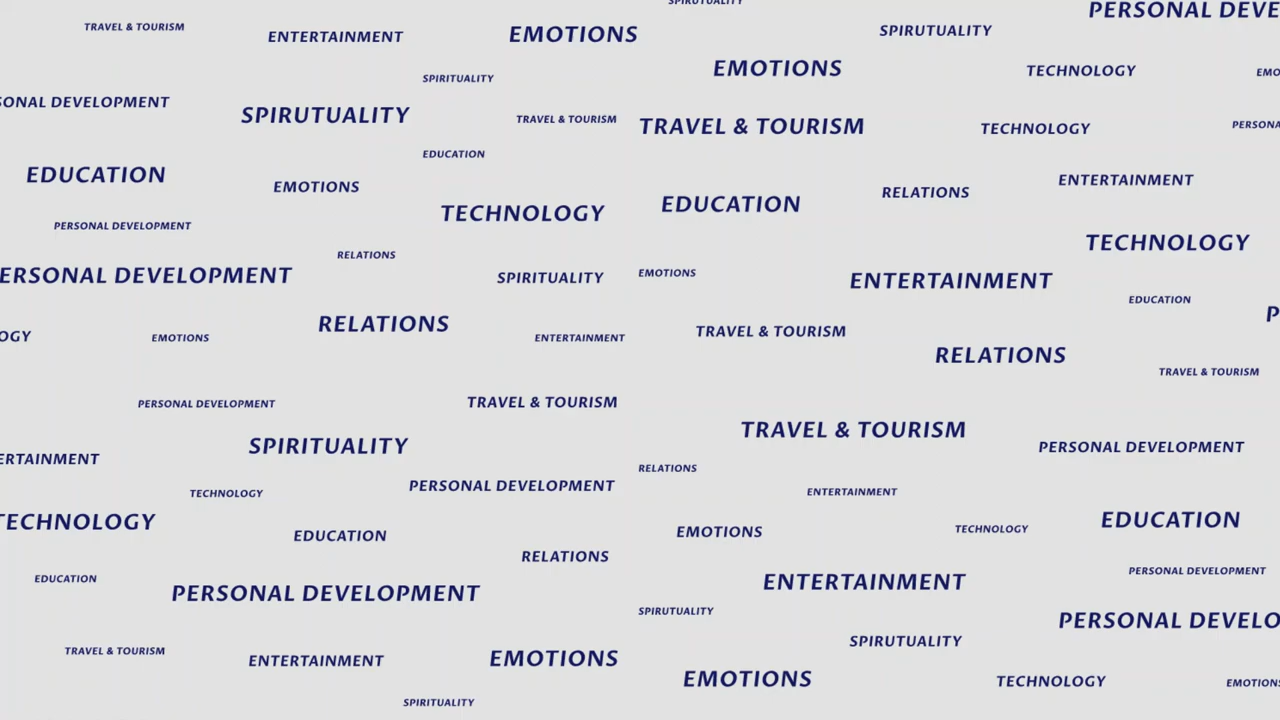 SPIRUTUALITY
PERSONAL DEVE
TRAVEL & TOURISM
ENTERTAINMENT
EMOTIONS
SPIRUTUALITY
EMOTIONS
TECHNOLOGY
EMO
SPIRITUALITY
SONAL DEVELOPMENT
SPIRUTUALITY
TRAVEL & TOURISM
TRAVEL & TOURISM
TECHNOLOGY
PERSONA
EDUCATION
EDUCATION
EMOTIONS
RELATIONS
ENTERTAINMENT
PERSONAL DEVELOPMENT
TECHNOLOGY
EDUCATION
TECHNOLOGY
RELATIONS
ERSONAL DEVELOPMENT
SPIRITUALITY
EMOTIONS
ENTERTAINMENT
EDUCATION
P
RELATIONS
OGY
EMOTIONS
ENTERTAINMENT
TRAVEL & TOURISM
RELATIONS
TRAVEL & TOURISM
PERSONAL DEVELOPMENT
TRAVEL & TOURISM
TRAVEL & TOURISM
SPIRITUALITY
PERSONAL DEVELOPMENT
ERTAINMENT
RELATIONS
TECHNOLOGY
PERSONAL DEVELOPMENT
ENTERTAINMENT
TECHNOLOGY
EDUCATION
EMOTIONS
TECHNOLOGY
EDUCATION
RELATIONS
EDUCATION
PERSONAL DEVELOPMENT
ENTERTAINMENT
PERSONAL DEVELOPMENT
SPIRUTUALITY
PERSONAL DEVELO
TRAVEL & TOURISM
ENTERTAINMENT
EMOTIONS
SPIRUTUALITY
EMOTIONS
TECHNOLOGY
EMOTIONS
SPIRITUALITY